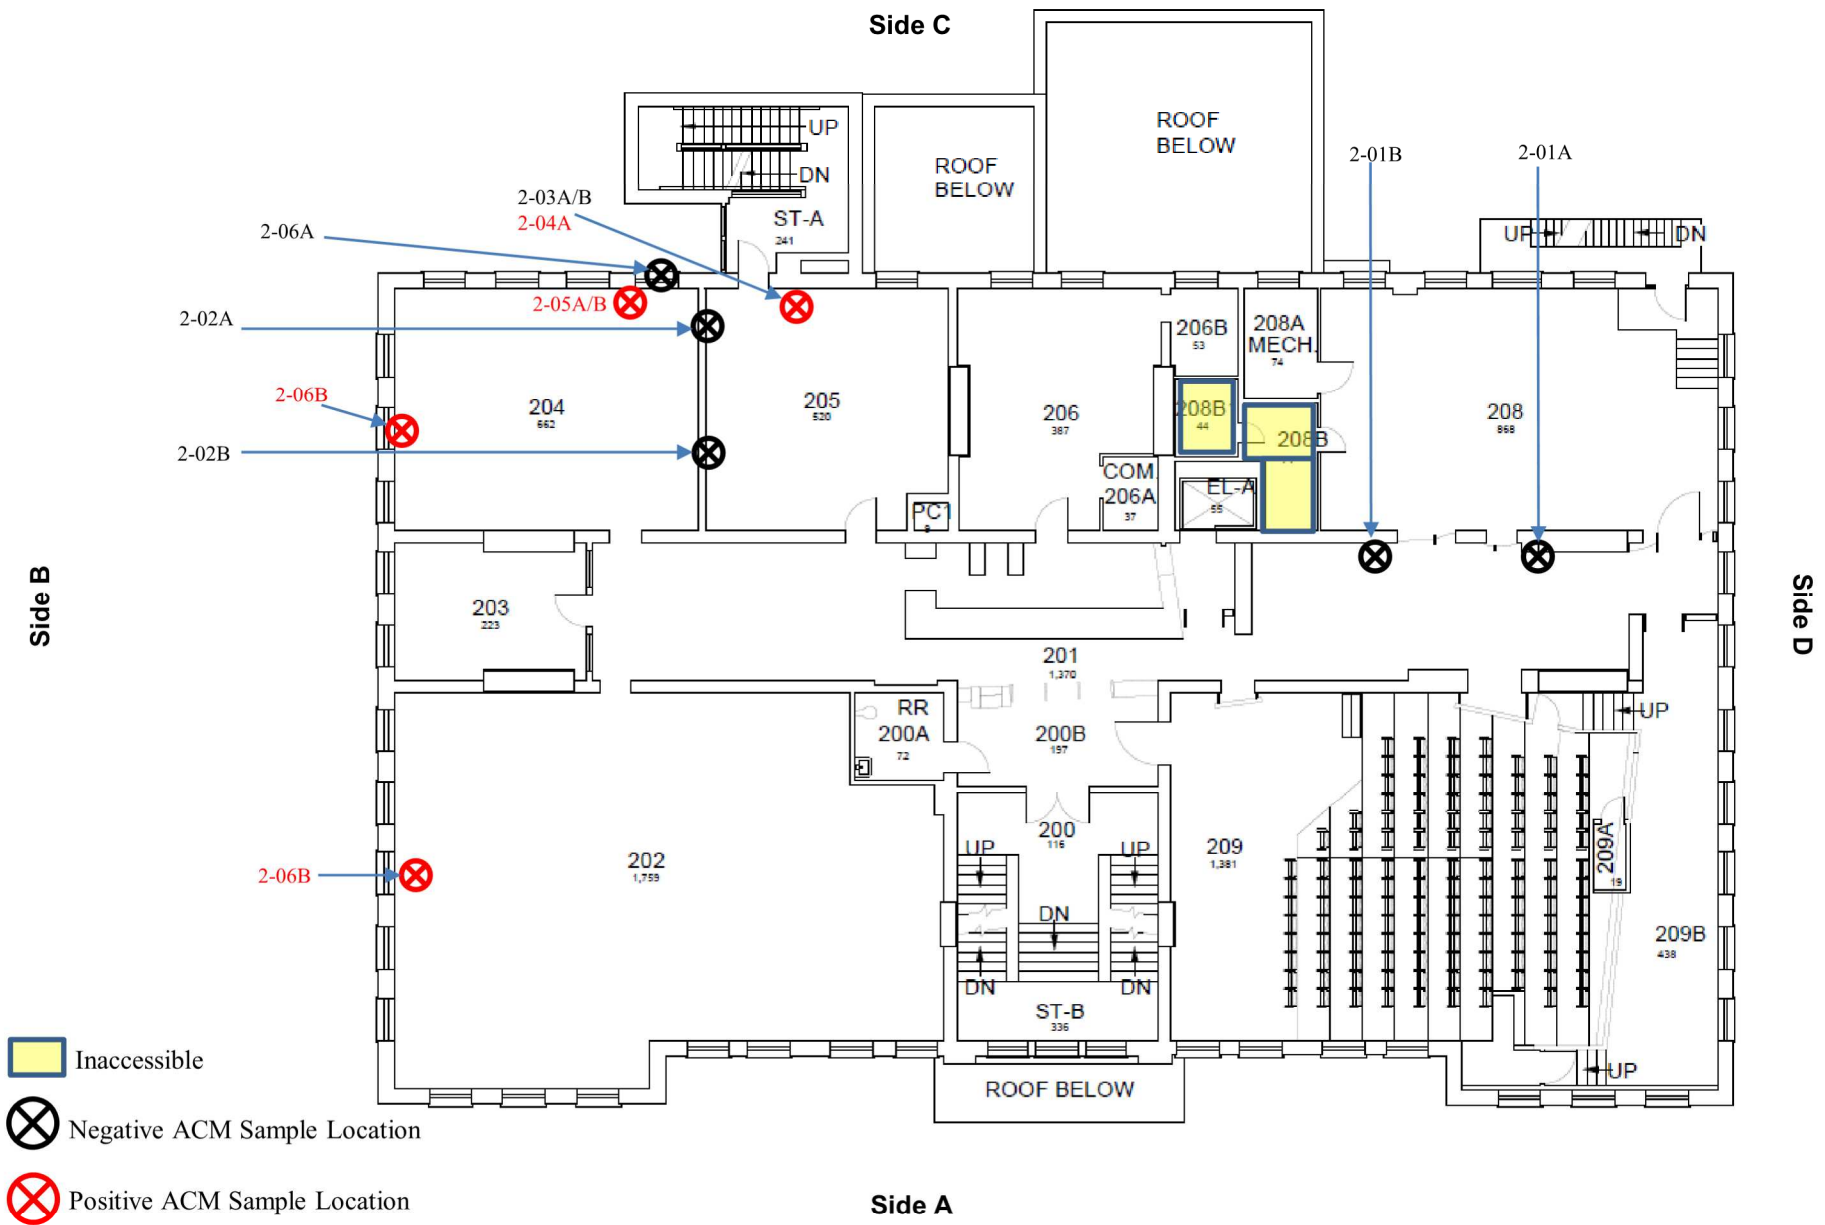 Side C
ROOF
BELOW
UP
DN
ROOF
BELOW
2-01B
2-01A
2-03A/B
2-04A
ST-A
241
2-06A
UP
DN
2-05A/B
2-02A
206B
53
208A
MECH.
74
2-06B
204
662
205
520
206
387
208B1
44
208B
208
868
2-02B
COM.
206A
37
EL-A
55
PC1
9
Side B
Side D
203
223
201
1,370
RR
200A
72
200B
197
UP
200
116
UP
UP
209
1,381
209A
19
202
1,759
2-06B
DN
DN
DN
209B
438
ST-B
336
UP
ROOF BELOW
Inaccessible
Negative ACM Sample Location
Positive ACM Sample Location
Side A